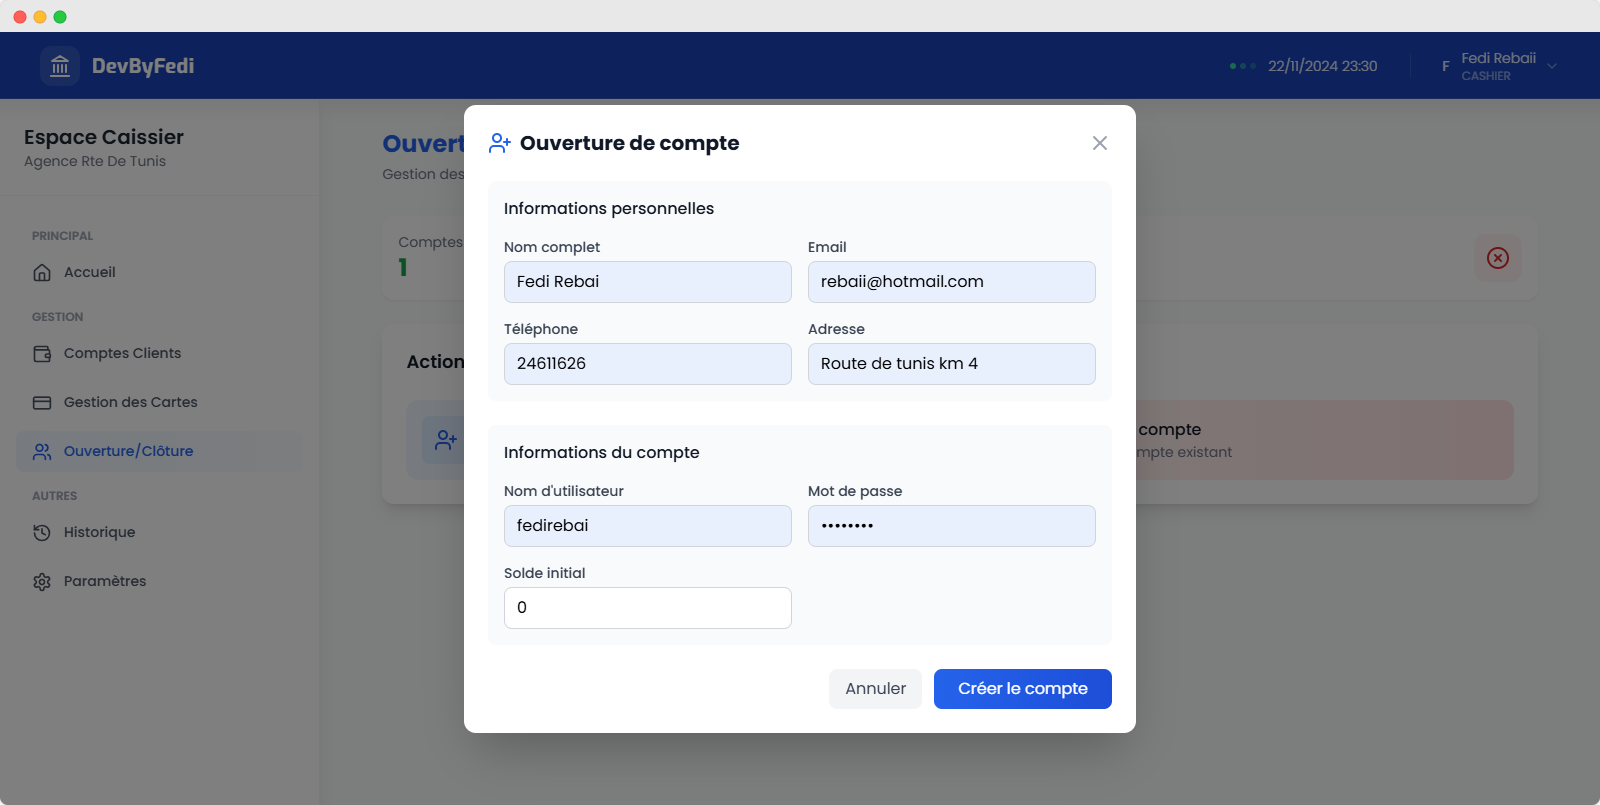 DevByFedi
22/11/2024 23:30
F
Fedi Rebaii
CASHIER
Espace Caissier
Agence Rte De Tunis
PRINCIPAL
Accueil
GESTION
Comptes Clients
Gestion des Cartes
Ouverture/Clôture
AUTRES
Historique
Paramètres
Ouvert
Gestion des
Comptes
1
Action
compte
mpte existant
Ouverture de compte
Informations personnelles
Nom complet
Email
Fedi Rebai
rebaii@hotmail.com
Téléphone
Adresse
24611626
Route de tunis km 4
Informations du compte
Nom d'utilisateur
Mot de passe
fedirebai
••••••••
Solde initial
0
Annuler
Créer le compte